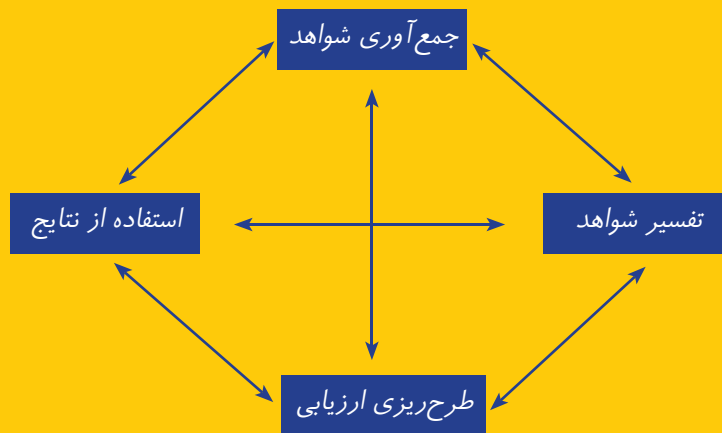 جمع‌آوری شواهد
تفسیر شواهد
استفاده از نتایج
طرح‌ریزی ارزیابی